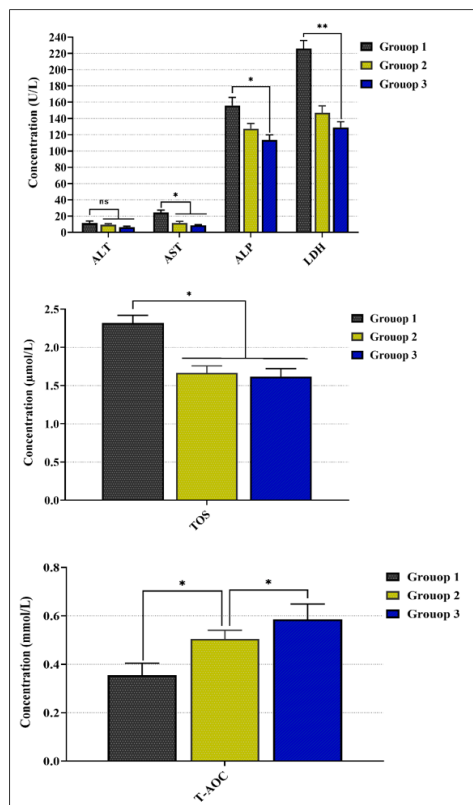 240
220
200
180
160
140
120
100
80
60
40
20
0
Concentration (U/L)
ns
*
*
**
Grouop 1
Grouop 2
Grouop 3
ALT
AST
ALP
LDH
2.5
2.0
1.5
1.0
0.5
0.0
Concentration (µmol/L)
*
Grouop 1
Grouop 2
Grouop 3
TOS
0.8
0.6
0.4
0.2
0.0
Concentration (mmol/L)
*
*
Grouop 1
Grouop 2
Grouop 3
T-AOC